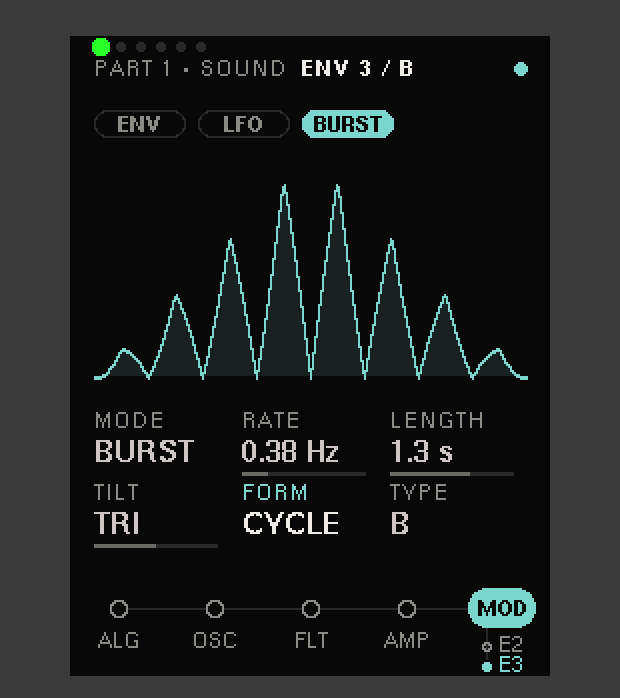 PART 1 · SOUND ENV 3 / B
ENV LFO BURST
MODE RATE LENGTH
BURST 0.38 Hz 1.3 s
TILT FORM TYPE
TRI CYCLE B
MOD
ALG OSC FLT AMP
E2
E3